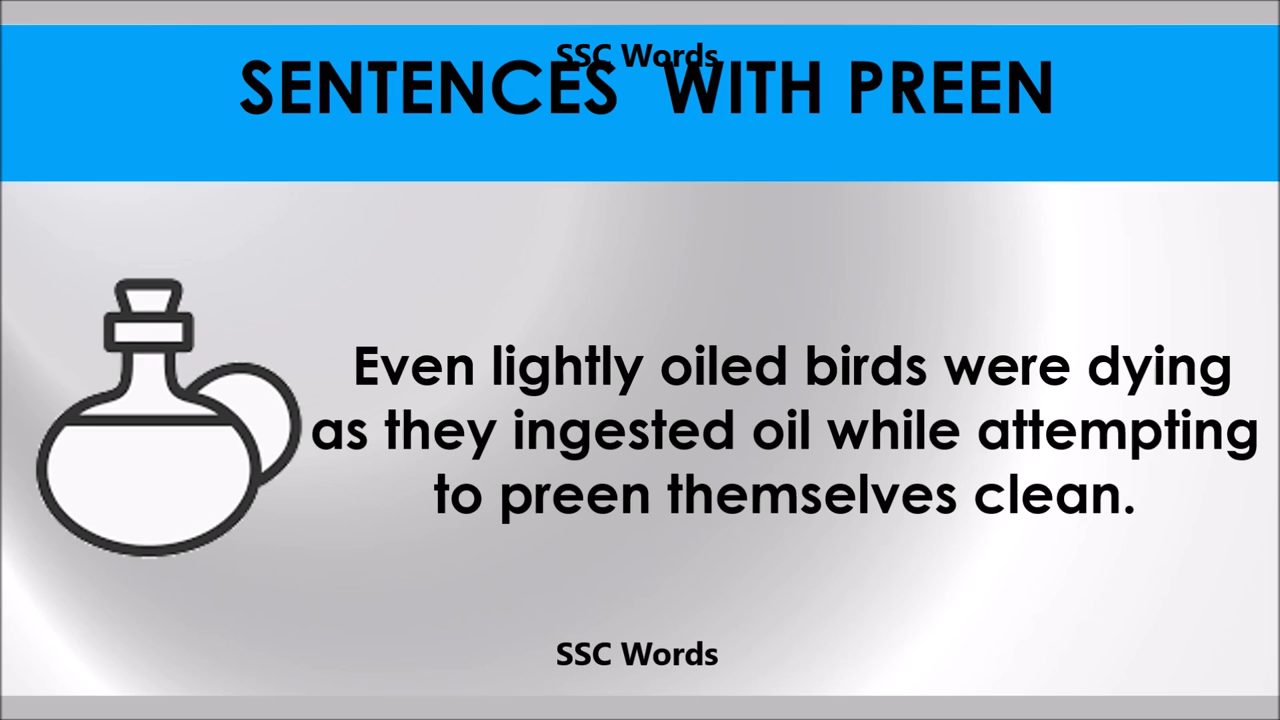 SSC Words
SENTENCES WITH PREEN
Even lightly oiled birds were dying
as they ingested oil while attempting
to preen themselves clean.
SSC Words